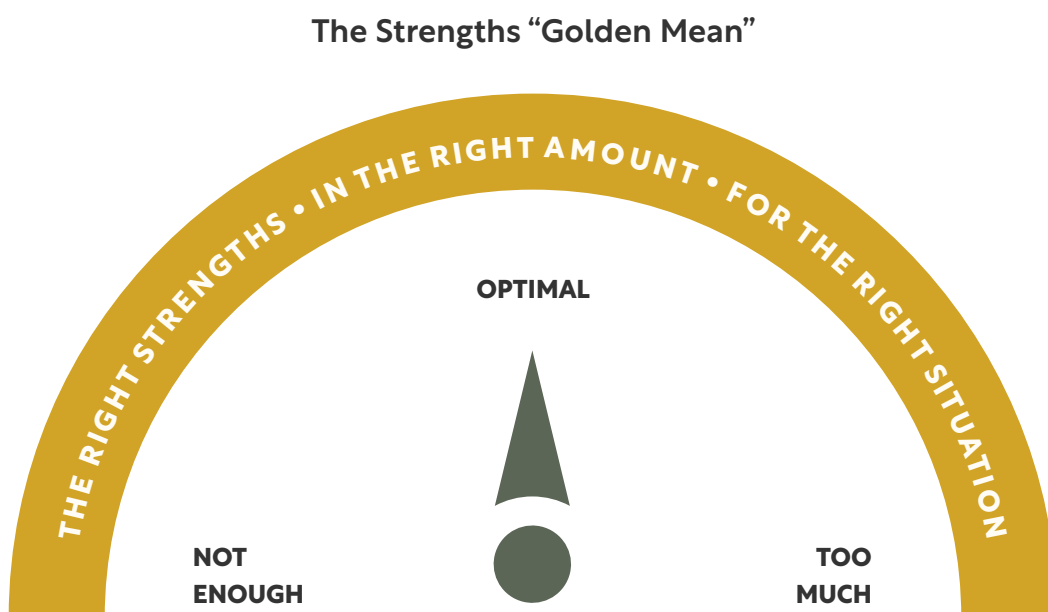 The Strengths “Golden Mean”
THE RIGHT STRENGTHS • IN THE RIGHT AMOUNT • FOR THE RIGHT SITUATION
OPTIMAL
NOT
ENOUGH
TOO
MUCH